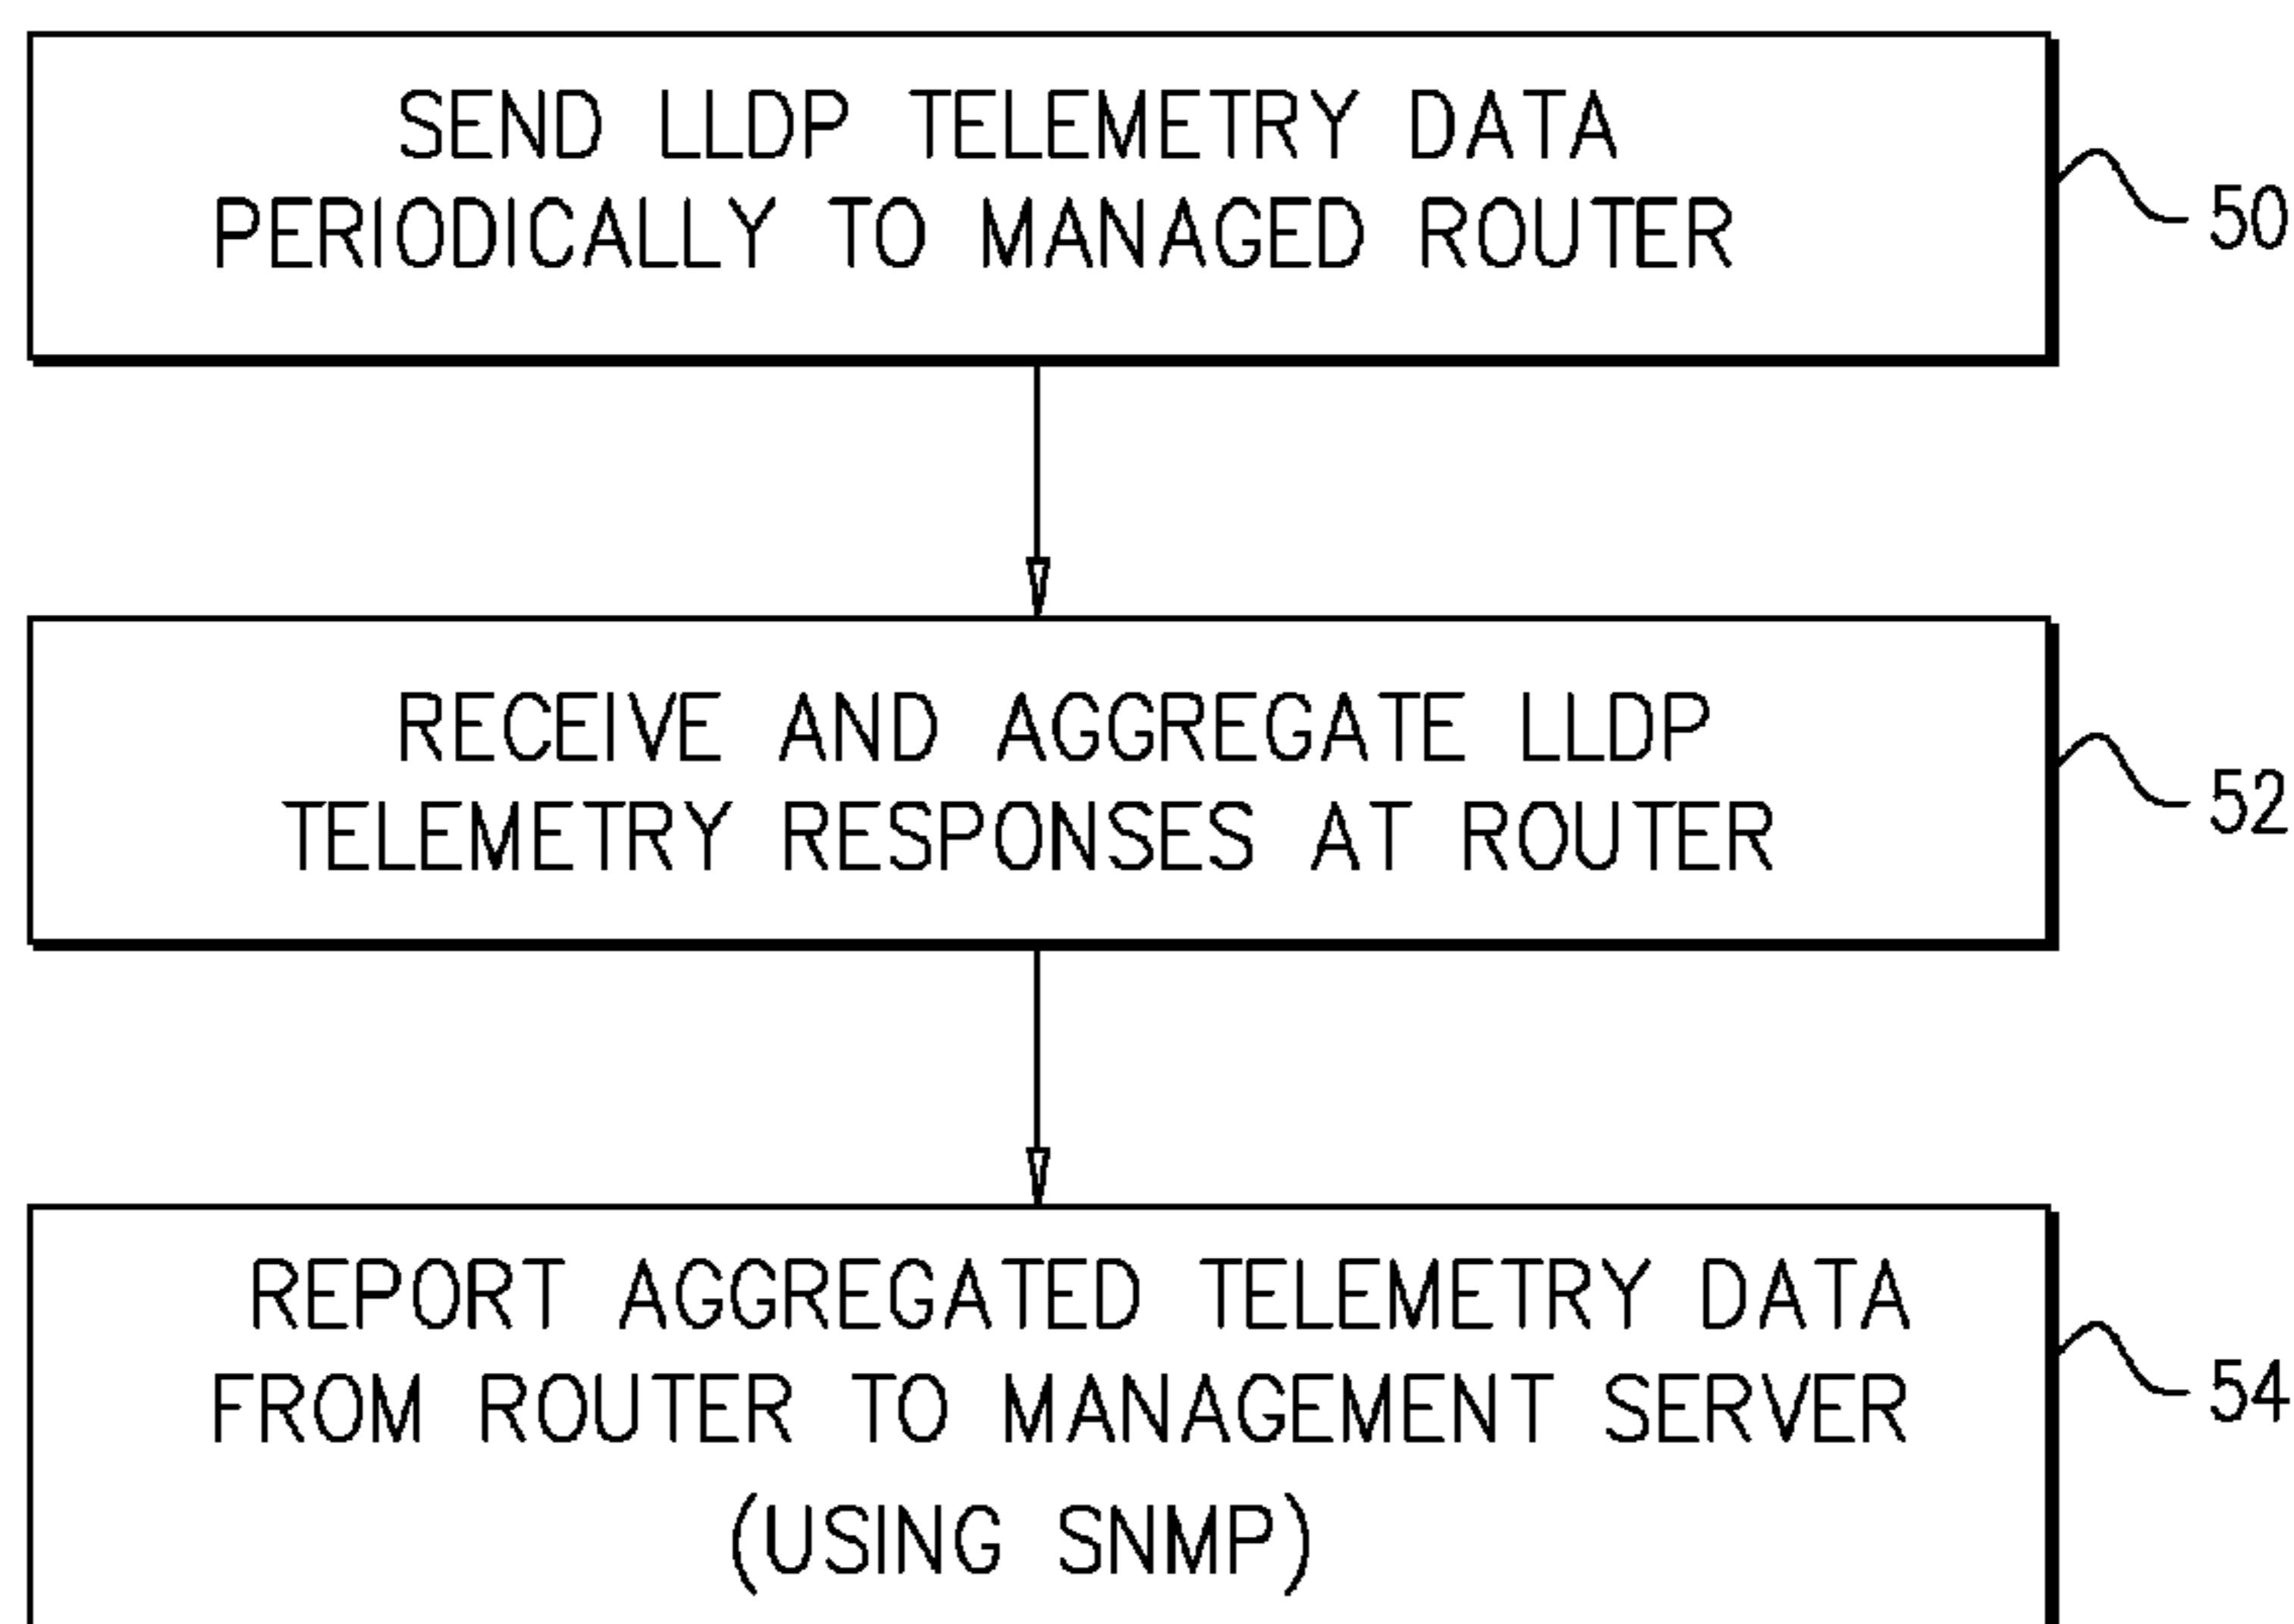 SEND LLDP TELEMETRY DATA
PERIODICALLY TO MANAGED ROUTER
50
RECEIVE AND AGGREGATE LLDP
TELEMETRY RESPONSES AT ROUTER
52
REPORT AGGREGATED TELEMETRY DATA
FROM ROUTER TO MANAGEMENT SERVER
(USING SNMP)
54